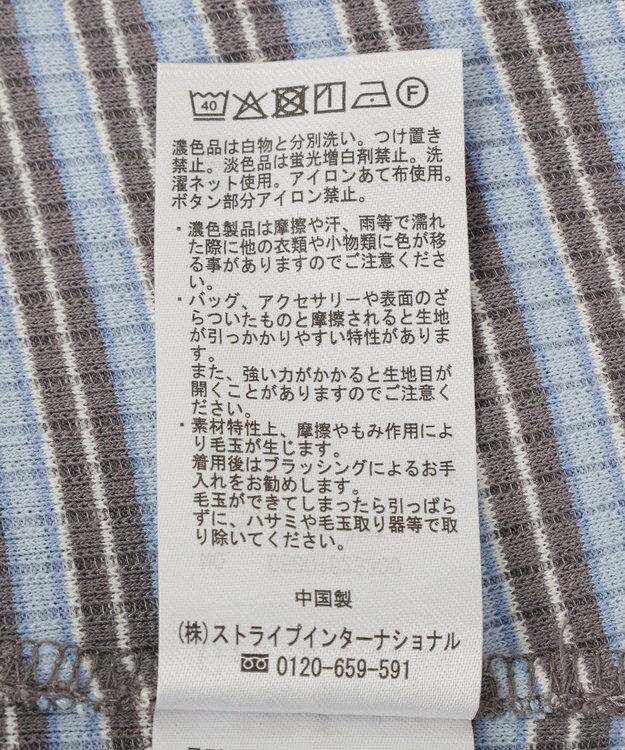 40 F
濃色品は白物と分別洗い。つけ置き
禁止。淡色品は蛍光増白剤禁止。洗
濯ネット使用。アイロンあて布使用。
ボタン部分アイロン禁止。
・濃色製品は摩擦や汗、雨等で濡れ
た際に他の衣類や小物類に色が移
る事がありますのでご注意くださ
い。
・バッグ、アクセサリーや表面のざ
らついたものと摩擦されると生地
が引っかかりやすい特性がありま
す。
また、強い力がかかると生地目が
開くことがありますのでご注意く
ださい。
・素材特性上、摩擦やもみ作用によ
り毛玉が生じます。
着用後はブラッシングによるお手
入れをお勧めします。
毛玉ができてしまったら引っぱら
ずに、ハサミや毛玉取り器等で取
り除いてください。
中国製
(株)ストライプインターナショナル
0120-659-591